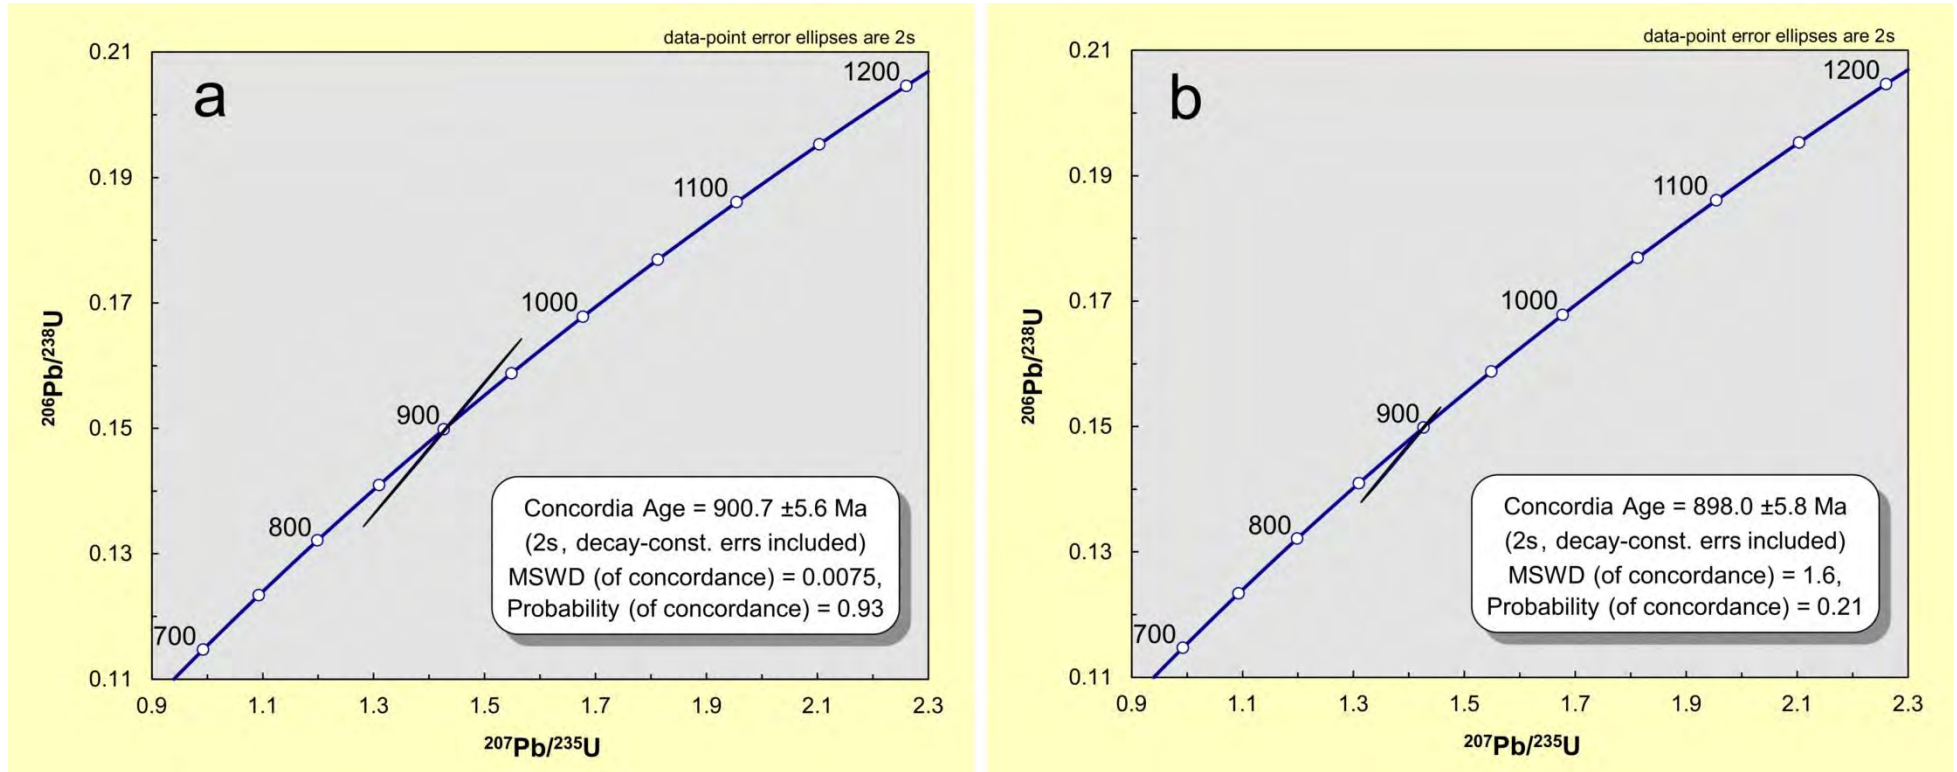 data-point error ellipses are 2s
a
0.21
0.19
0.17
0.15
0.13
0.11
206Pb/238U
1200
1100
1000
900
800
700
Concordia Age = 900.7 ±5.6 Ma
(2s, decay-const. errs included)
MSWD (of concordance) = 0.0075,
Probability (of concordance) = 0.93
0.9 1.1 1.3 1.5 1.7 1.9 2.1 2.3
207Pb/235U
data-point error ellipses are 2s
b
0.21
0.19
0.17
0.15
0.13
0.11
206Pb/238U
1200
1100
1000
900
800
700
Concordia Age = 898.0 ±5.8 Ma
(2s, decay-const. errs included)
MSWD (of concordance) = 1.6,
Probability (of concordance) = 0.21
0.9 1.1 1.3 1.5 1.7 1.9 2.1 2.3
207Pb/235U